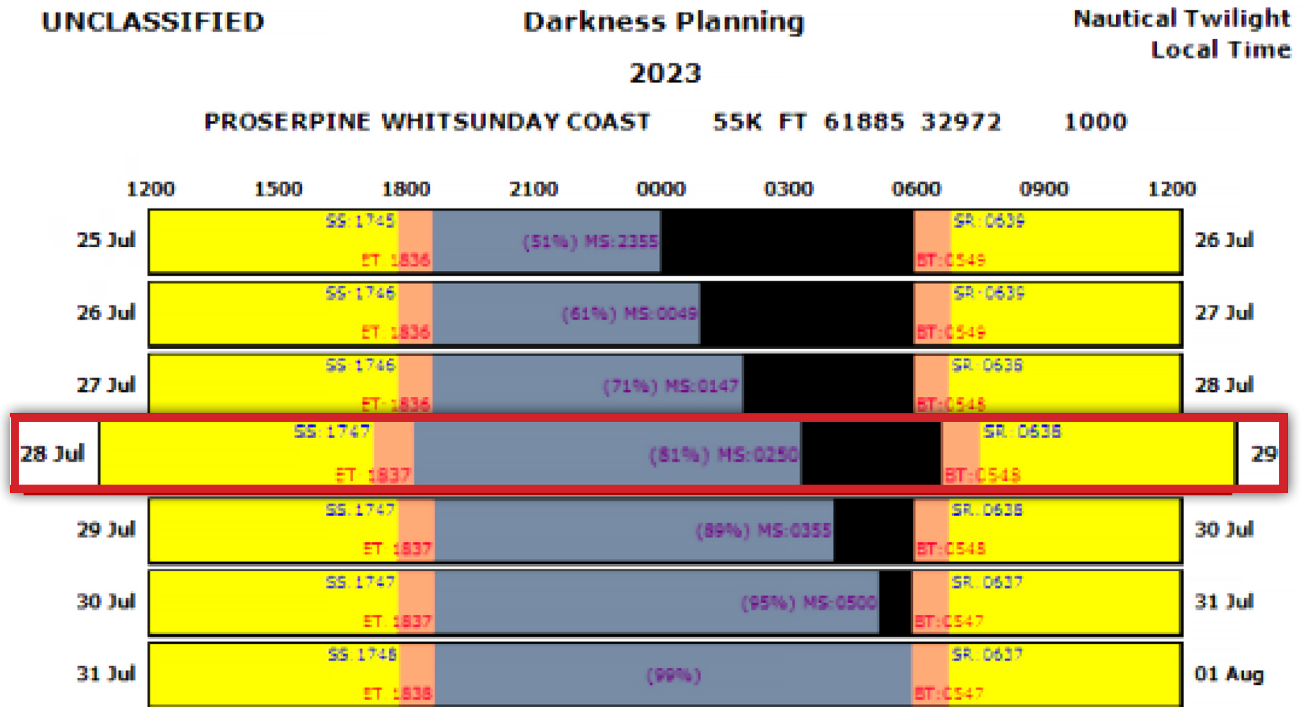 UNCLASSIFIED Darkness Planning Nautical Twilight
Local Time
2023
PROSERPINE WHITSUNDAY COAST 55K FT 61885 32972 1000
1200 1500 1800 2100 0000 0300 0600 0900 1200
25 Jul SS:1745 ET 1836 (51%) MS:2355 BT:0549 SR:0639 26 Jul
26 Jul SS:1746 ET 1836 (61%) MS:0049 BT:0549 SR:0639 27 Jul
27 Jul SS 1746 ET 1836 (71%) MS:0147 BT:0548 SR 0638 28 Jul
28 Jul SS:1747 ET 1837 (81%) MS:0250 BT:0548 SR:0638 29
29 Jul SS.1747 ET 1837 (89%) MS:0355 BT:0548 SR.0638 30 Jul
30 Jul SS 1747 ET 1837 (95%) MS:0500 BT:0547 SR.0637 31 Jul
31 Jul SS.1748 ET 1838 (99%) BT:0547 SR.0637 01 Aug